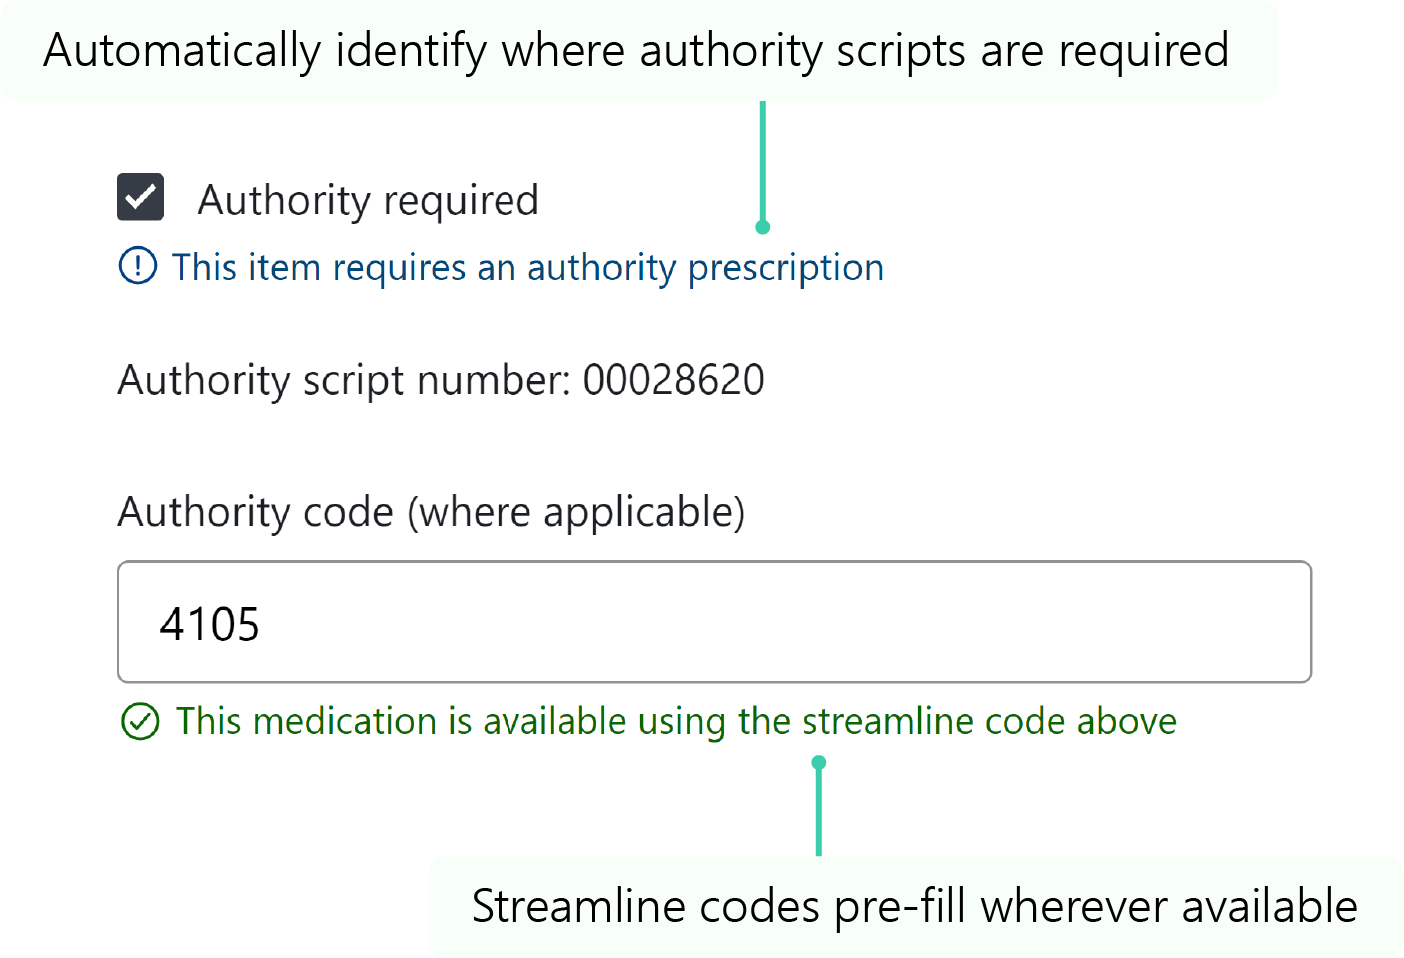 Automatically identify where authority scripts are required
Authority required
This item requires an authority prescription
Authority script number: 00028620
Authority code (where applicable)
4105
This medication is available using the streamline code above
Streamline codes pre-fill wherever available